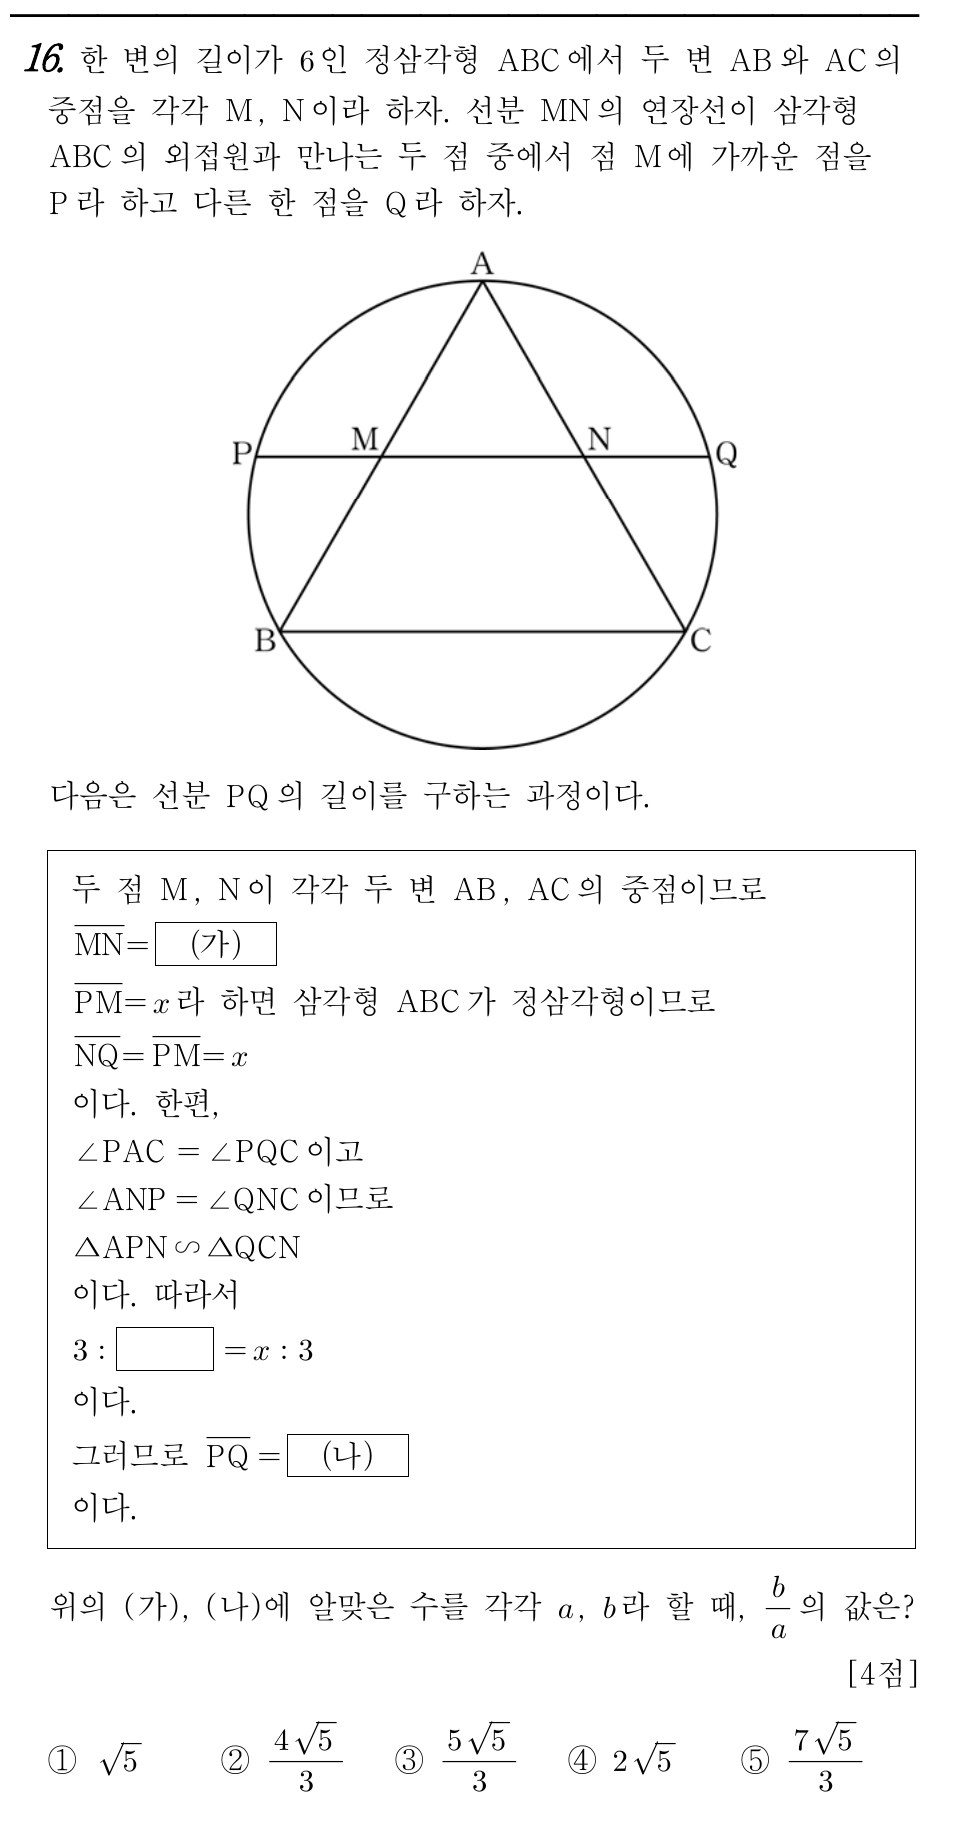 16. 한 변의 길이가 6인 정삼각형 ABC에서 두 변 AB와 AC의
중점을 각각 M, N이라 하자. 선분 MN의 연장선이 삼각형
ABC의 외접원과 만나는 두 점 중에서 점 M에 가까운 점을
P라 하고 다른 한 점을 Q라 하자.
A
P M N Q
B C
다음은 선분 PQ의 길이를 구하는 과정이다.
두 점 M, N이 각각 두 변 AB, AC의 중점이므로
$\overline{MN}$= (가)
$\overline{PM}$=x라 하면 삼각형 ABC가 정삼각형이므로
$\overline{NQ}$=$\overline{PM}$=x
이다. 한편,
∠PAC = ∠PQC이고
∠ANP = ∠QNC이므로
△APN∽△QCN
이다. 따라서
3 : □ = x : 3
이다.
그러므로 $\overline{PQ}$= (나)
이다.
위의 (가), (나)에 알맞은 수를 각각 a, b라 할 때, $\frac{b}{a}$의 값은?
[4점]
① $\sqrt{5}$ ② $\frac{4\sqrt{5}}{3}$ ③ $\frac{5\sqrt{5}}{3}$ ④ $2\sqrt{5}$ ⑤ $\frac{7\sqrt{5}}{3}$